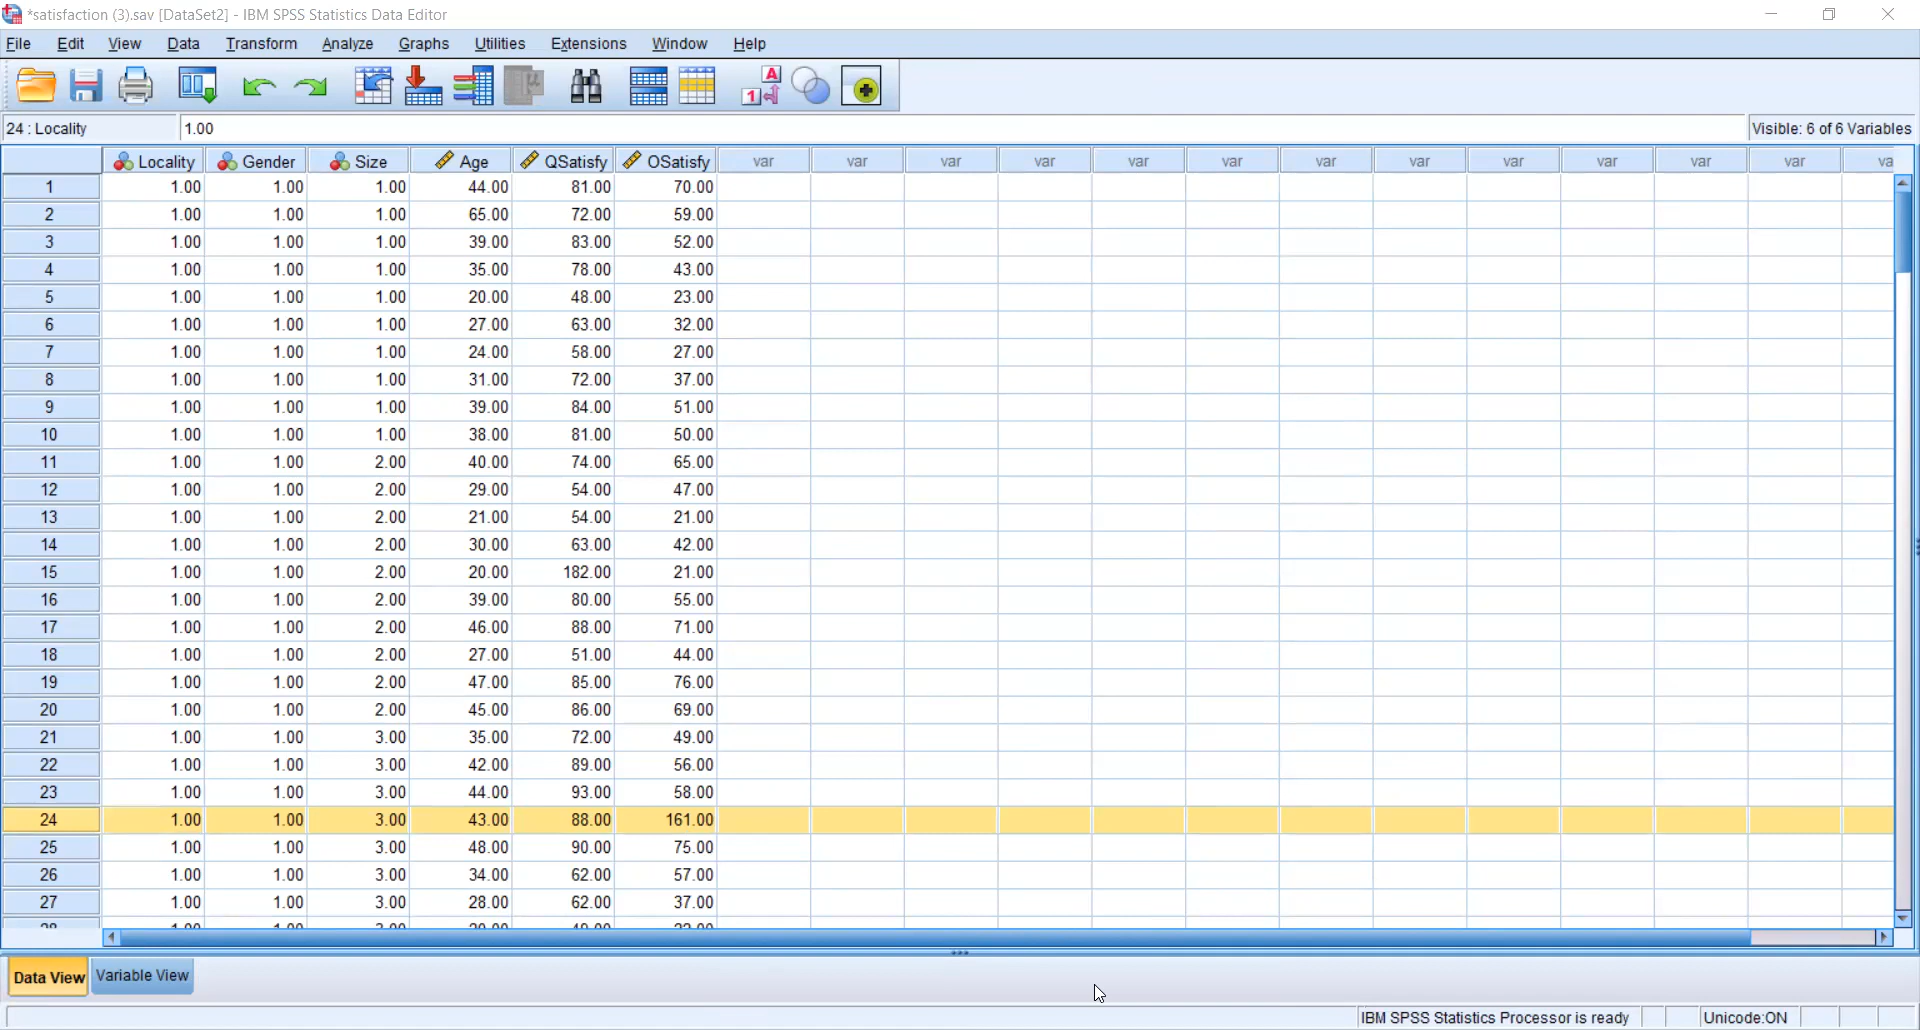 *satisfaction (3).sav [DataSet2] - IBM SPSS Statistics Data Editor
File Edit View Data Transform Analyze Graphs Utilities Extensions Window Help
24 : Locality 1.00 Visible: 6 of 6 Variables
Locality Gender Size Age QSatisfy OSatisfy var var var var var var var var var var var var va
1 1.00 1.00 1.00 44.00 81.00 70.00
2 1.00 1.00 1.00 65.00 72.00 59.00
3 1.00 1.00 1.00 39.00 83.00 52.00
4 1.00 1.00 1.00 35.00 78.00 43.00
5 1.00 1.00 1.00 20.00 48.00 23.00
6 1.00 1.00 1.00 27.00 63.00 32.00
7 1.00 1.00 1.00 24.00 58.00 27.00
8 1.00 1.00 1.00 31.00 72.00 37.00
9 1.00 1.00 1.00 39.00 84.00 51.00
10 1.00 1.00 1.00 38.00 81.00 50.00
11 1.00 1.00 2.00 40.00 74.00 65.00
12 1.00 1.00 2.00 29.00 54.00 47.00
13 1.00 1.00 2.00 21.00 54.00 21.00
14 1.00 1.00 2.00 30.00 63.00 42.00
15 1.00 1.00 2.00 20.00 182.00 21.00
16 1.00 1.00 2.00 39.00 80.00 55.00
17 1.00 1.00 2.00 46.00 88.00 71.00
18 1.00 1.00 2.00 27.00 51.00 44.00
19 1.00 1.00 2.00 47.00 85.00 76.00
20 1.00 1.00 2.00 45.00 86.00 69.00
21 1.00 1.00 3.00 35.00 72.00 49.00
22 1.00 1.00 3.00 42.00 89.00 56.00
23 1.00 1.00 3.00 44.00 93.00 58.00
24 1.00 1.00 3.00 43.00 88.00 161.00
25 1.00 1.00 3.00 48.00 90.00 75.00
26 1.00 1.00 3.00 34.00 62.00 57.00
27 1.00 1.00 3.00 28.00 62.00 37.00
Data View Variable View
IBM SPSS Statistics Processor is ready Unicode:ON